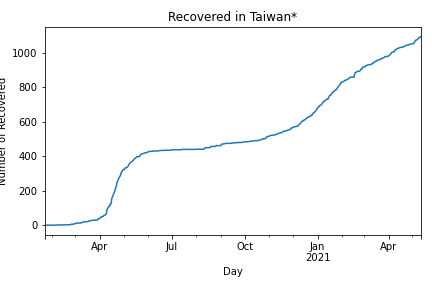 Recovered in Taiwan*
Number of Recovered
1000
800
600
400
200
0
Apr
Jul
Oct
Jan
2021
Apr
Day